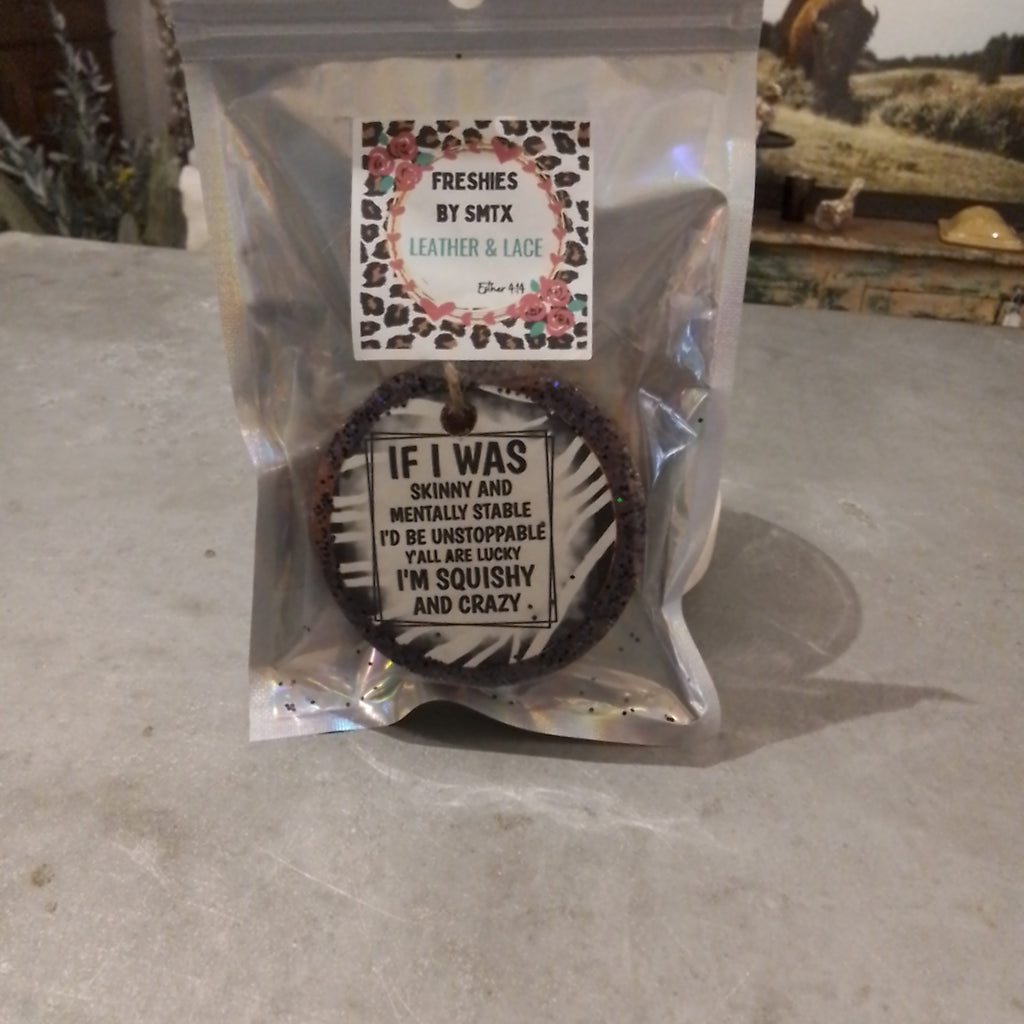 FRESHIES
BY SMTX
LEATHER & LACE
Esther 4:14
IF I WAS
SKINNY AND
MENTALLY STABLE
I'D BE UNSTOPPABLE
Y'ALL ARE LUCKY
I'M SQUISHY
AND CRAZY